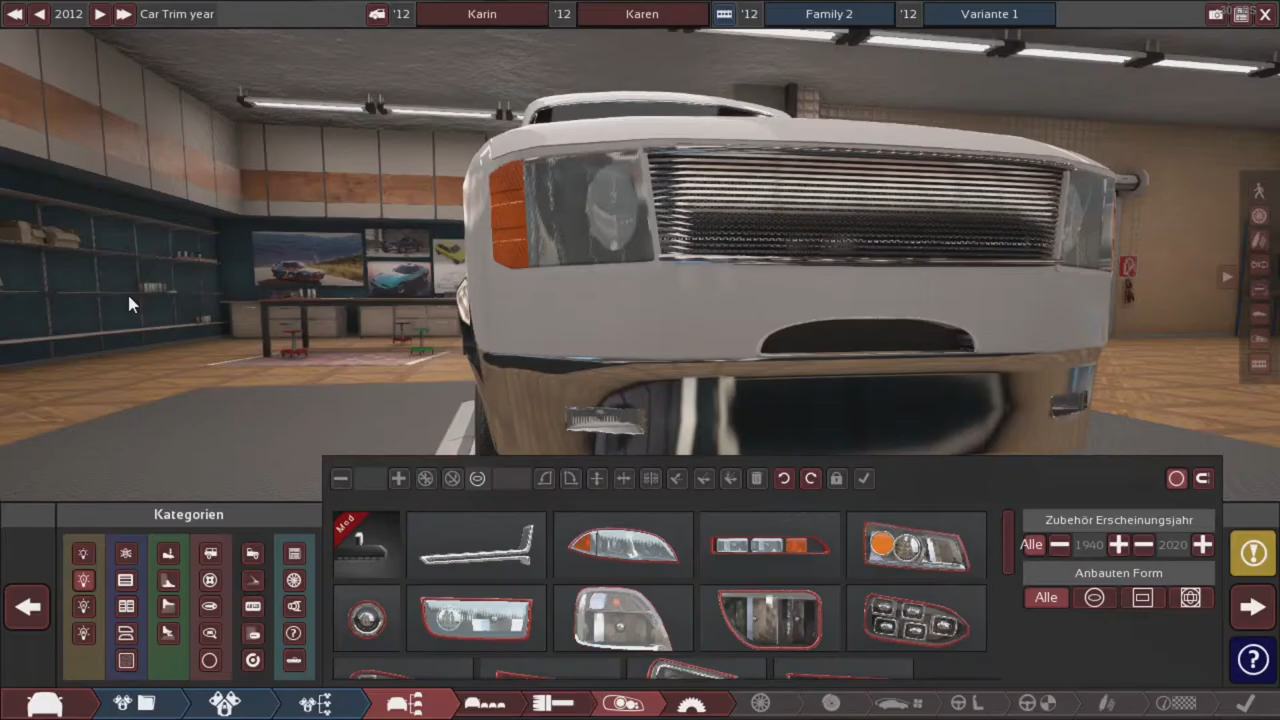 2012 Car Trim year '12 Karin '12 Karen '12 Family 2 '12 Variante 1
Kategorien
Mod
Zubehör Erscheinungsjahr
Alle 1940 2020
Anbauten Form
Alle